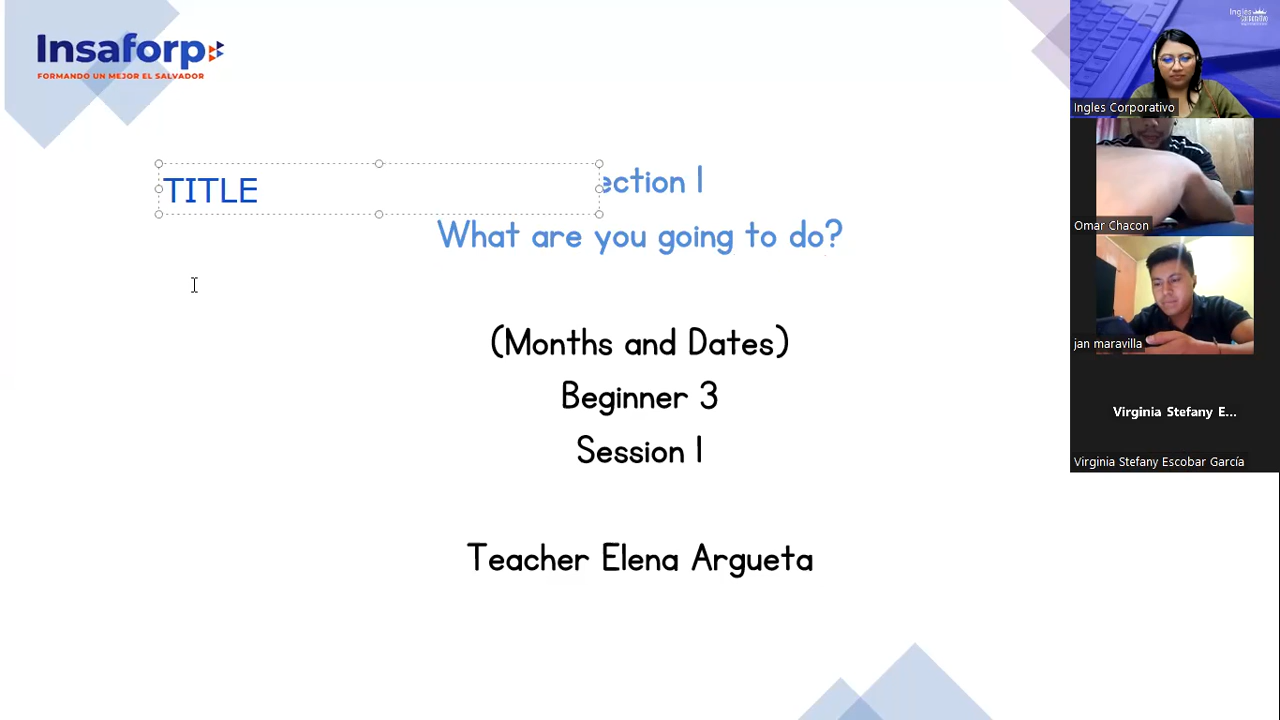 Insaforp
FORMANDO UN MEJOR EL SALVADOR
TITLE
ection 1
What are you going to do?
(Months and Dates)
Beginner 3
Session 1
Teacher Elena Argueta
Ingles
Ingles Corporativo
Omar Chacon
jan maravilla
Virginia Stefany E...
Virginia Stefany Escobar García